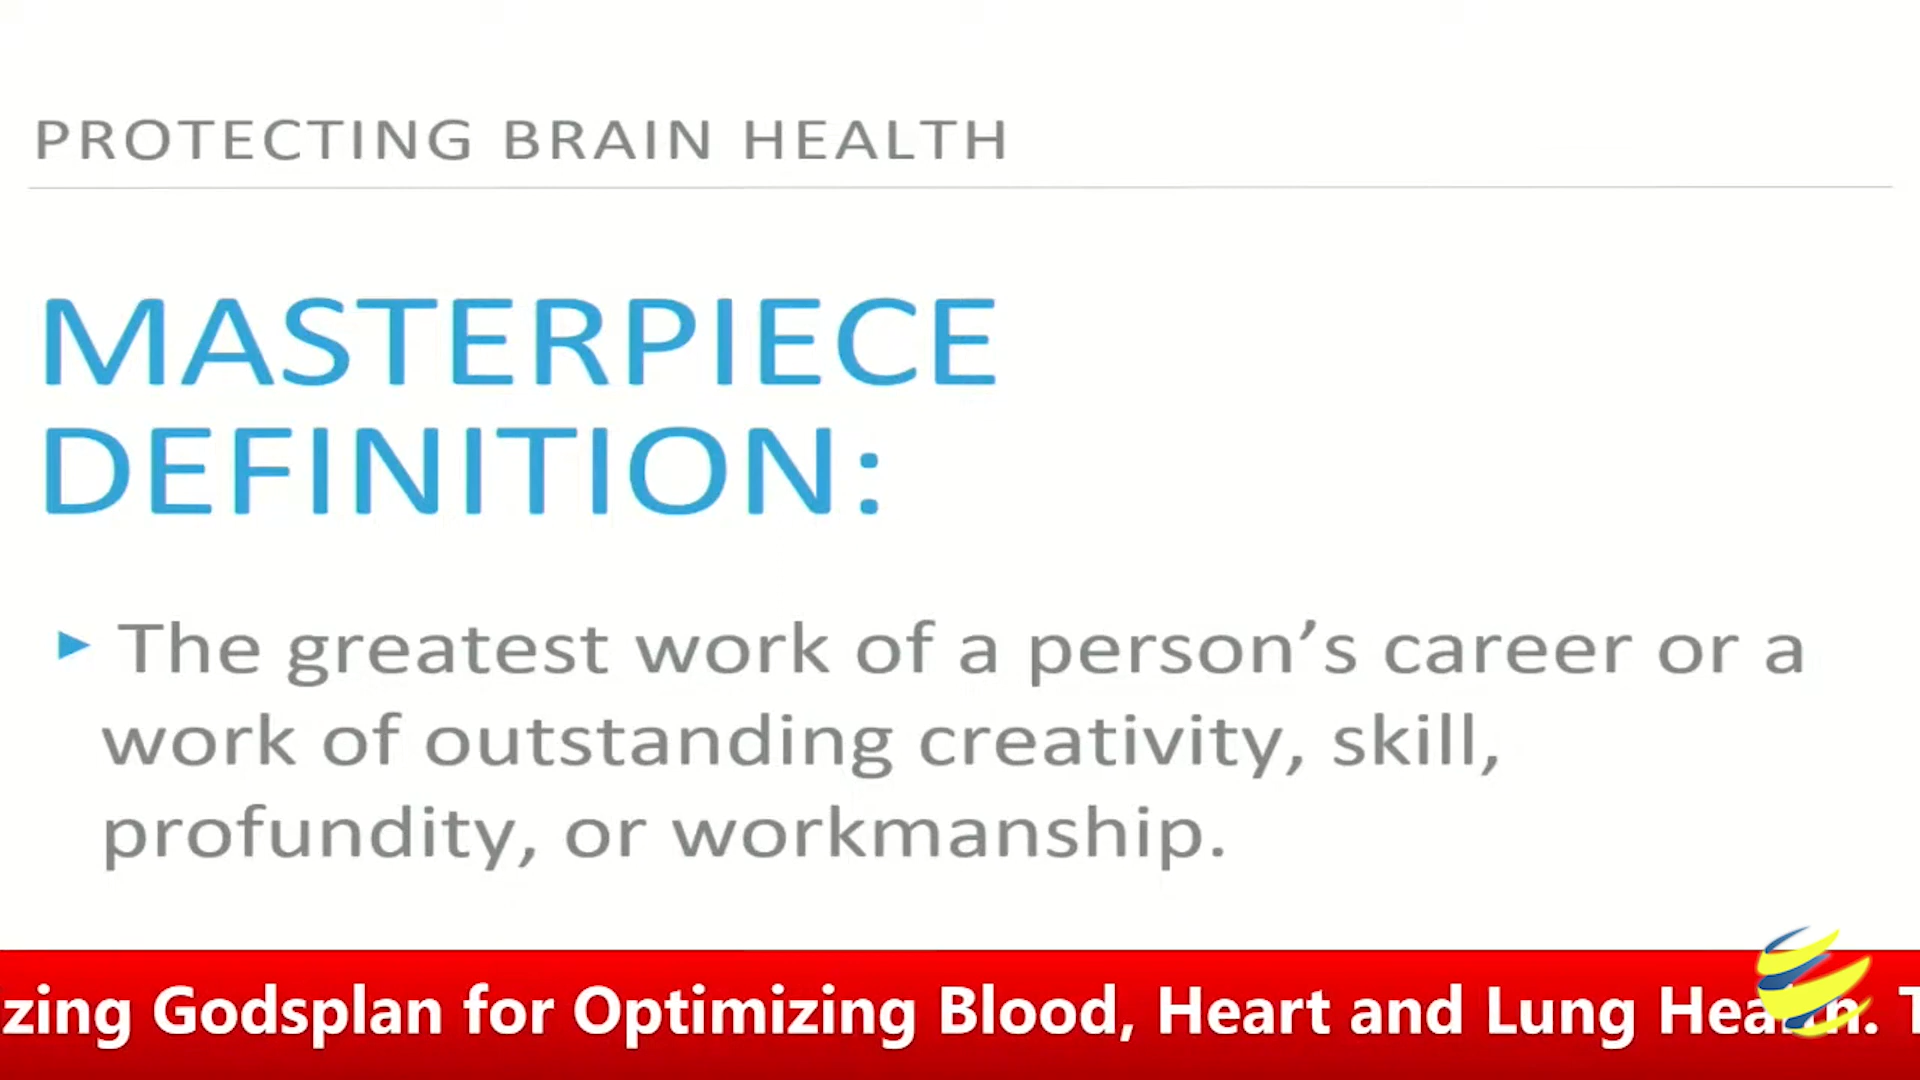 PROTECTING BRAIN HEALTH
MASTERPIECE
DEFINITION:
The greatest work of a person’s career or a
work of outstanding creativity, skill,
profundity, or workmanship.
zing Godsplan for Optimizing Blood, Heart and Lung Health. T